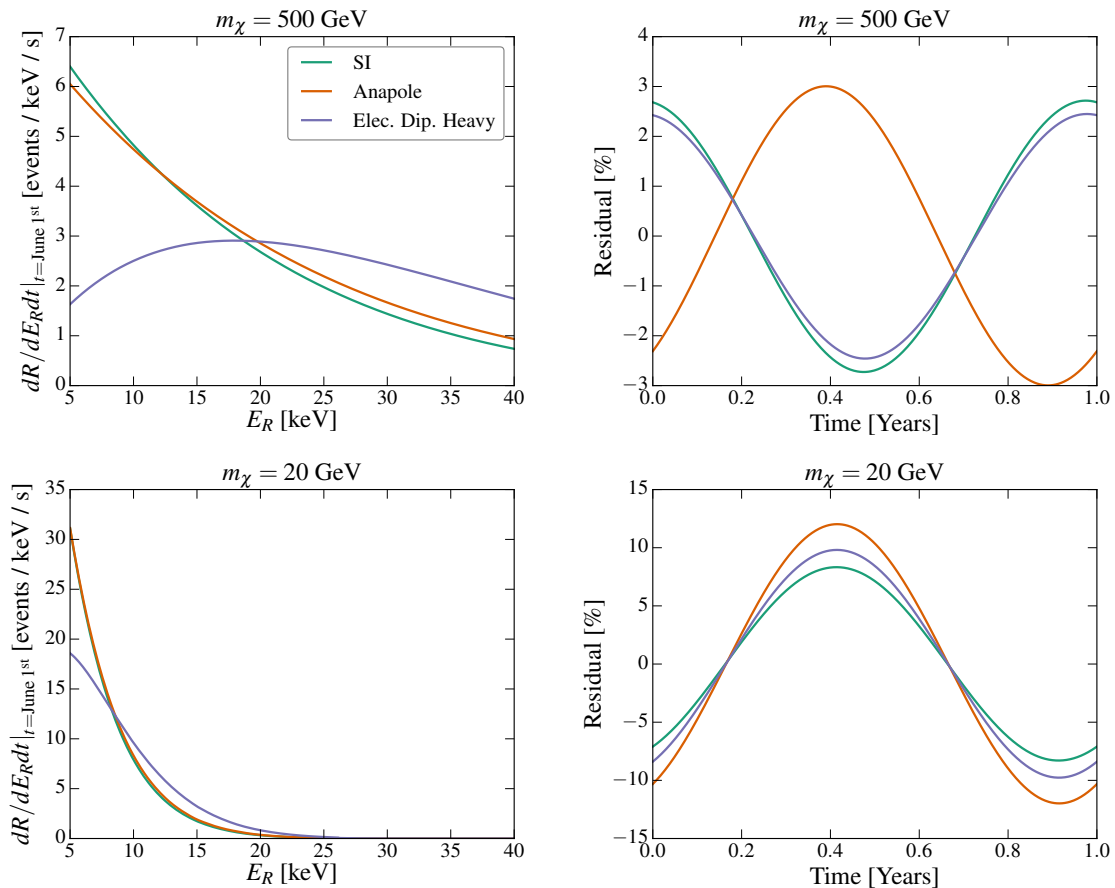 m_χ = 500 GeV
dR/dE_R dt|_{t=June 1^st} [events / keV / s]
7
6
5
4
3
2
1
0
SI
Anapole
Elec. Dip. Heavy
5 10 15 20 25 30 35 40
E_R [keV]
m_χ = 500 GeV
Residual [%]
4
3
2
1
0
−1
−2
−3
0.0 0.2 0.4 0.6 0.8 1.0
Time [Years]
m_χ = 20 GeV
dR/dE_R dt|_{t=June 1^st} [events / keV / s]
35
30
25
20
15
10
5
0
5 10 15 20 25 30 35 40
E_R [keV]
m_χ = 20 GeV
Residual [%]
15
10
5
0
−5
−10
−15
0.0 0.2 0.4 0.6 0.8 1.0
Time [Years]